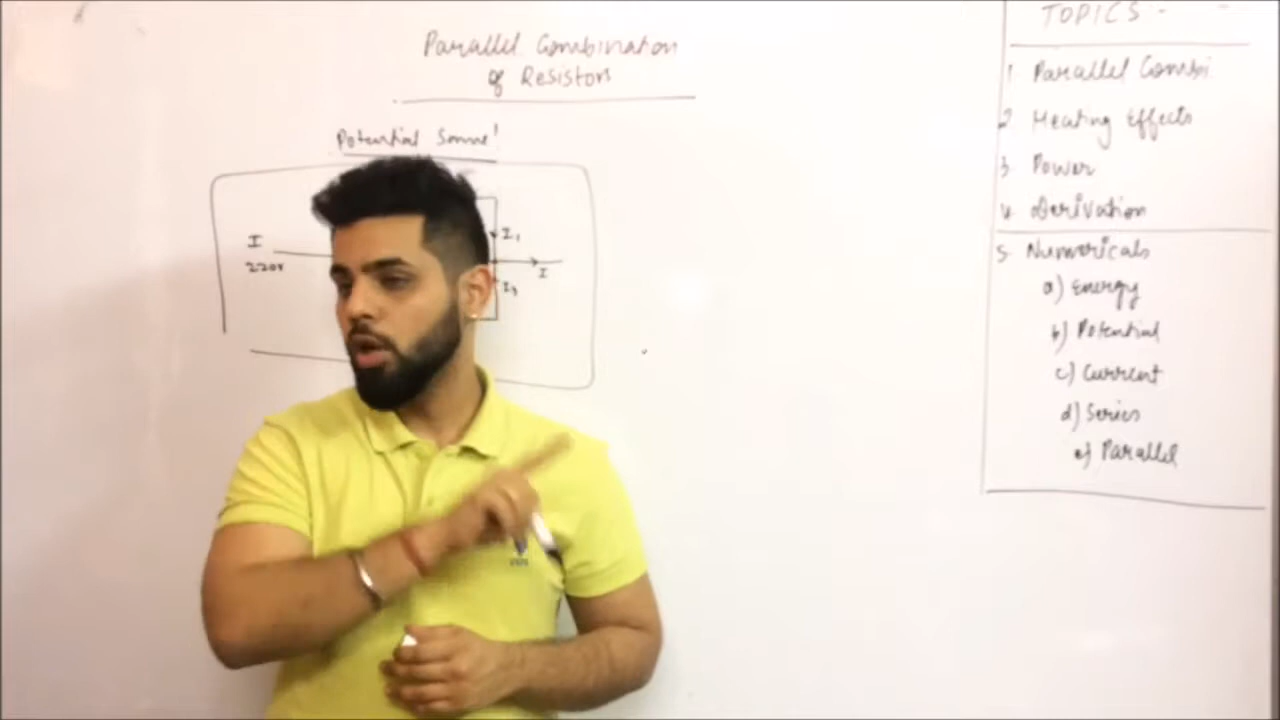 Parallel Combination
of Resistors
Potential Same!
I
220V
I1
I
I3
TOPICS -
1 Parallel Combi
2 Heating Effects
3 Power
4 Derivation
5 Numericals
a) Energy
b) Potential
c) Current
d) Series
e) Parallel